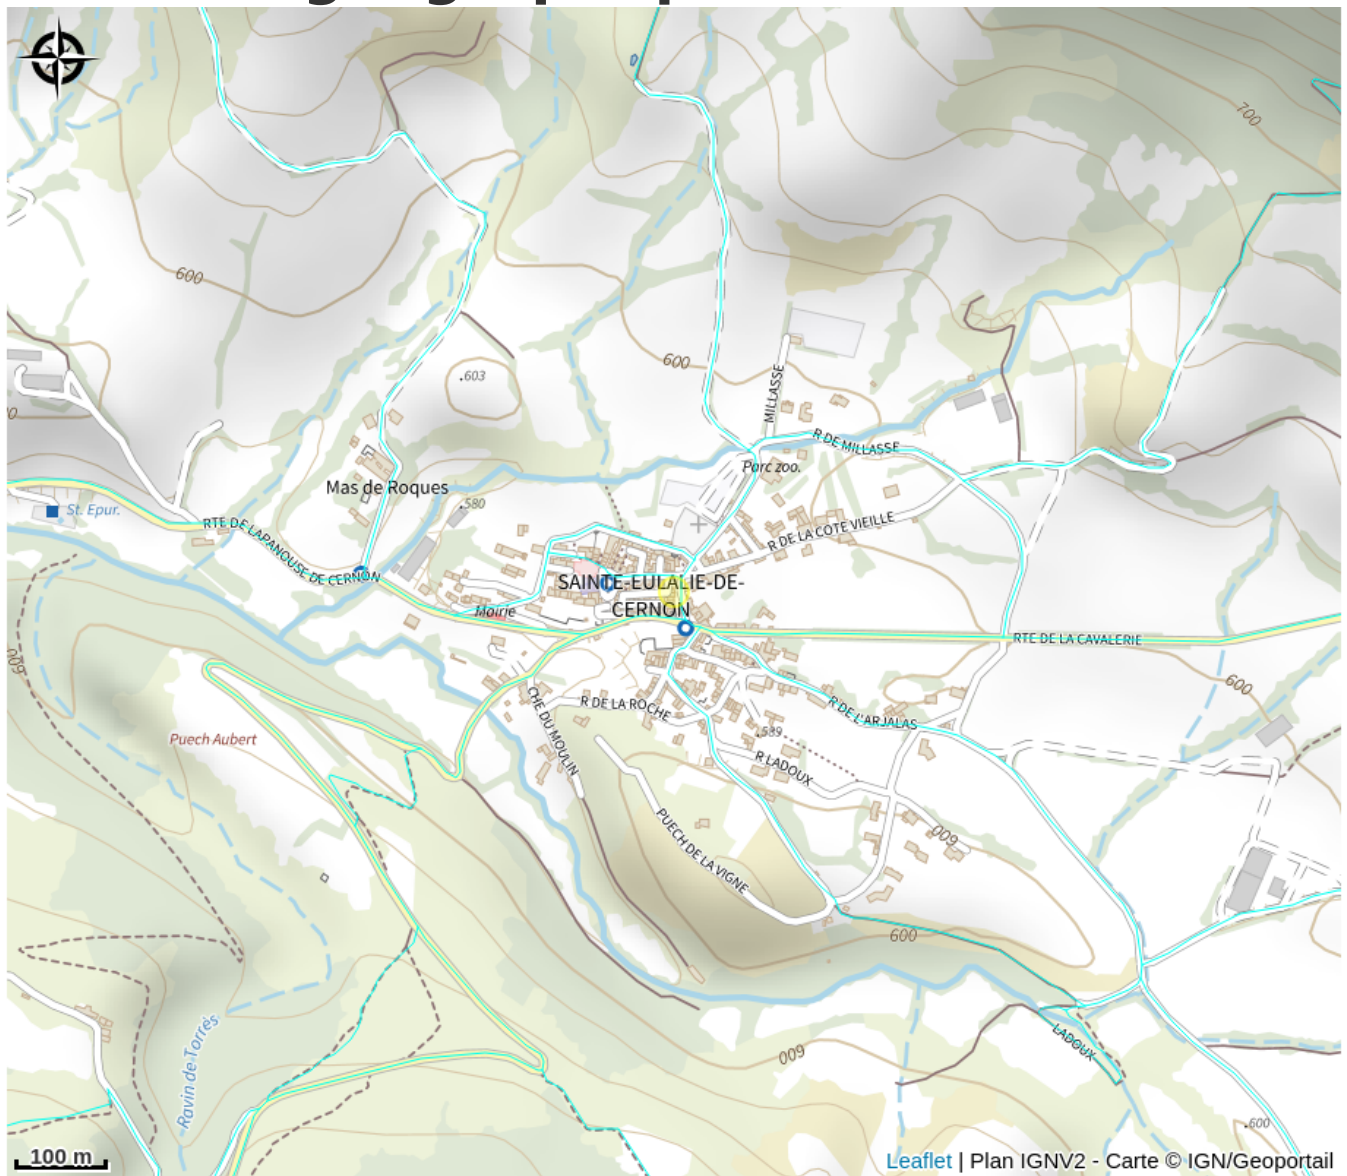 700
600
600
.603
MILLASSE
R DE MILLASSE
Parc zoo.
Mas de Roques
.580
St. Epur.
RTE DE LAPANOUSE DE CERNON
R DE LA COTE VIEILLE
SAINTE-EULALIE-DE-
CERNON
Mairie
RTE DE LA CAVALERIE
600
600
CHE DU MOULIN
R DE LA ROCHE
R DE L'ARJALAS
.589
Puech Aubert
R LADOUX
PUECH DE LA VIGNE
600
600
Ravin de Torrès
LADOUX
600
.600
100 m
Leaflet | Plan IGNV2 - Carte © IGN/Geoportail